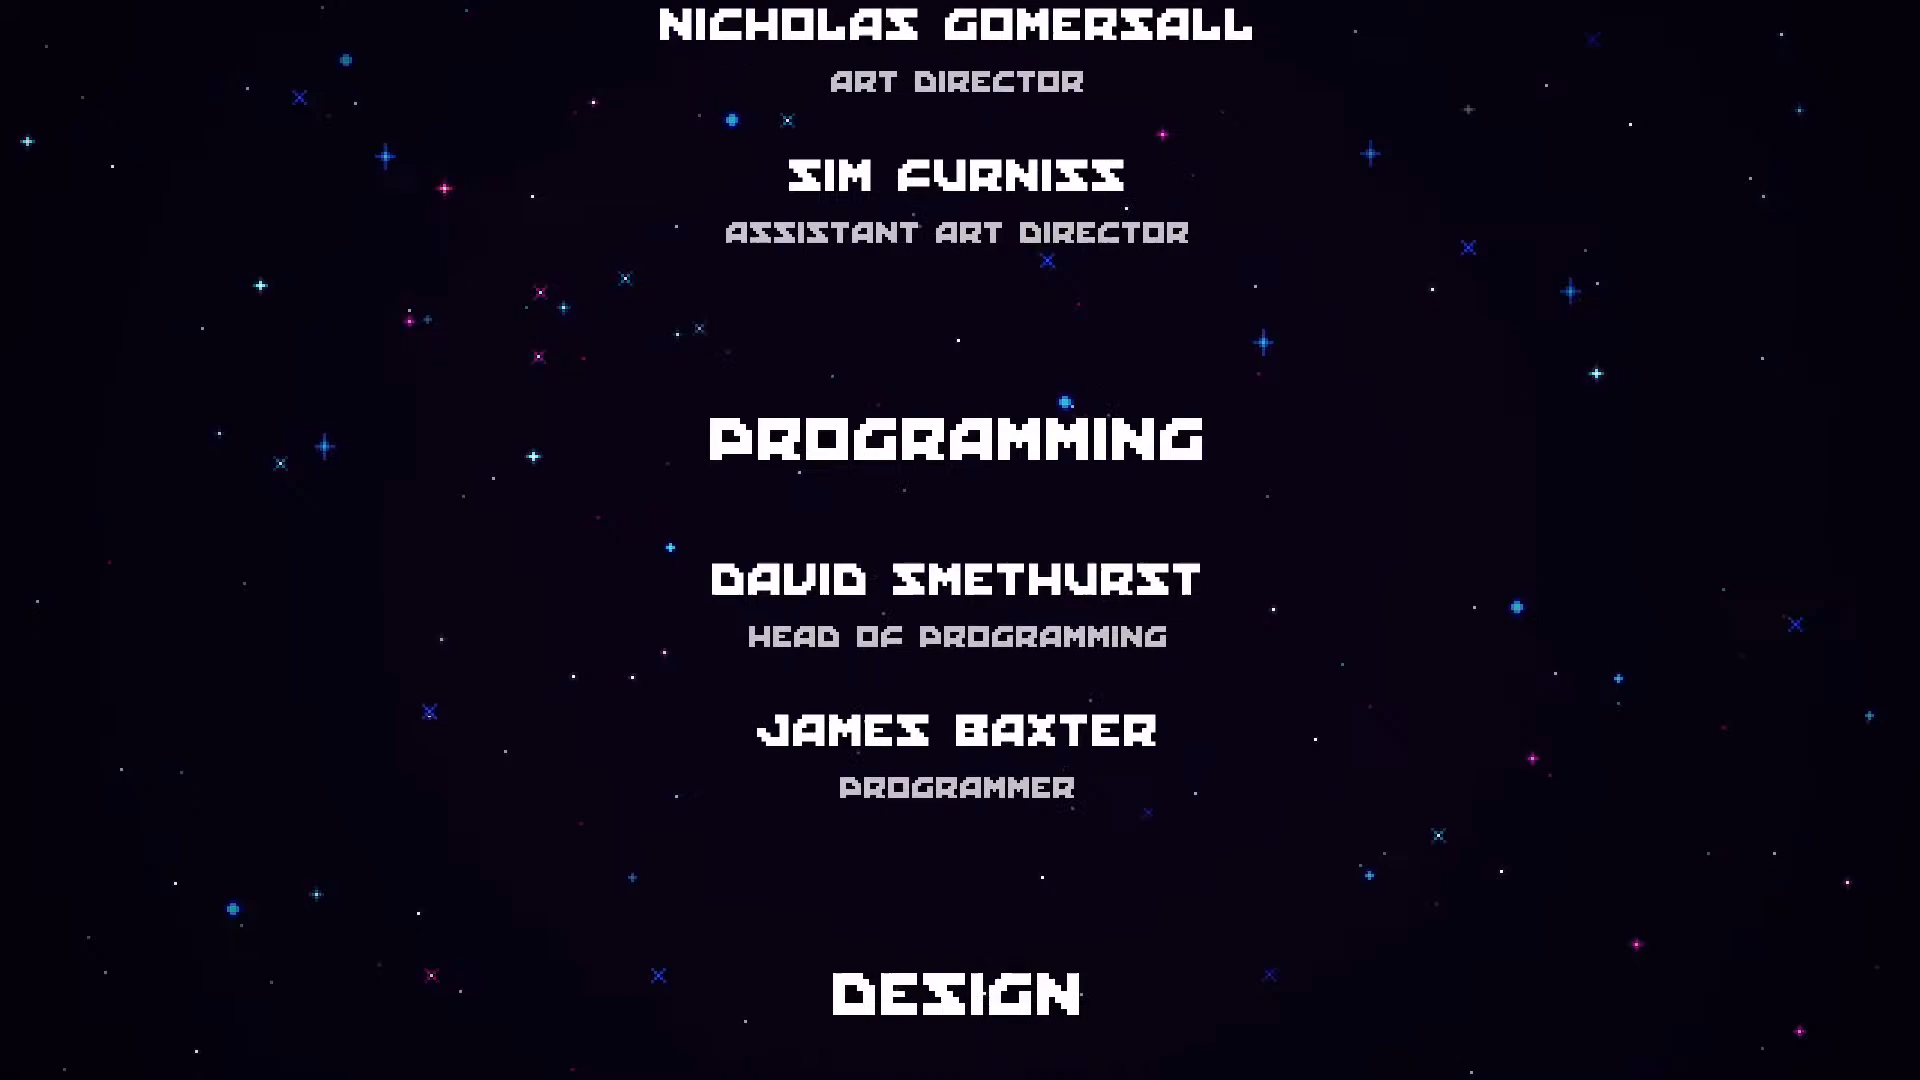 NICHOLAS GOMERSALL
ART DIRECTOR
SIM FURNISS
ASSISTANT ART DIRECTOR
PROGRAMMING
DAVID SMETHURST
HEAD OF PROGRAMMING
JAMES BAXTER
PROGRAMMER
DESIGN